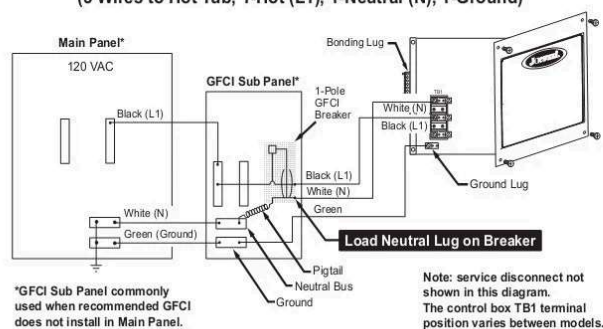 (3 Wires to Hot Tub, 1-Hot (L1), 1-Neutral (N), 1-Ground)
Main Panel*
120 VAC
Black (L1)
White (N)
Green (Ground)
GFCI Sub Panel*
1-Pole
GFCI
Breaker
Bonding Lug
Jacuzzi
TB1
White (N)
Black (L1)
Ground Lug
Black (L1)
White (N)
Green
Load Neutral Lug on Breaker
Pigtail
Neutral Bus
Ground
*GFCI Sub Panel commonly
used when recommended GFCI
does not install in Main Panel.
Note: service disconnect not
shown in this diagram.
The control box TB1 terminal
position varies between models.